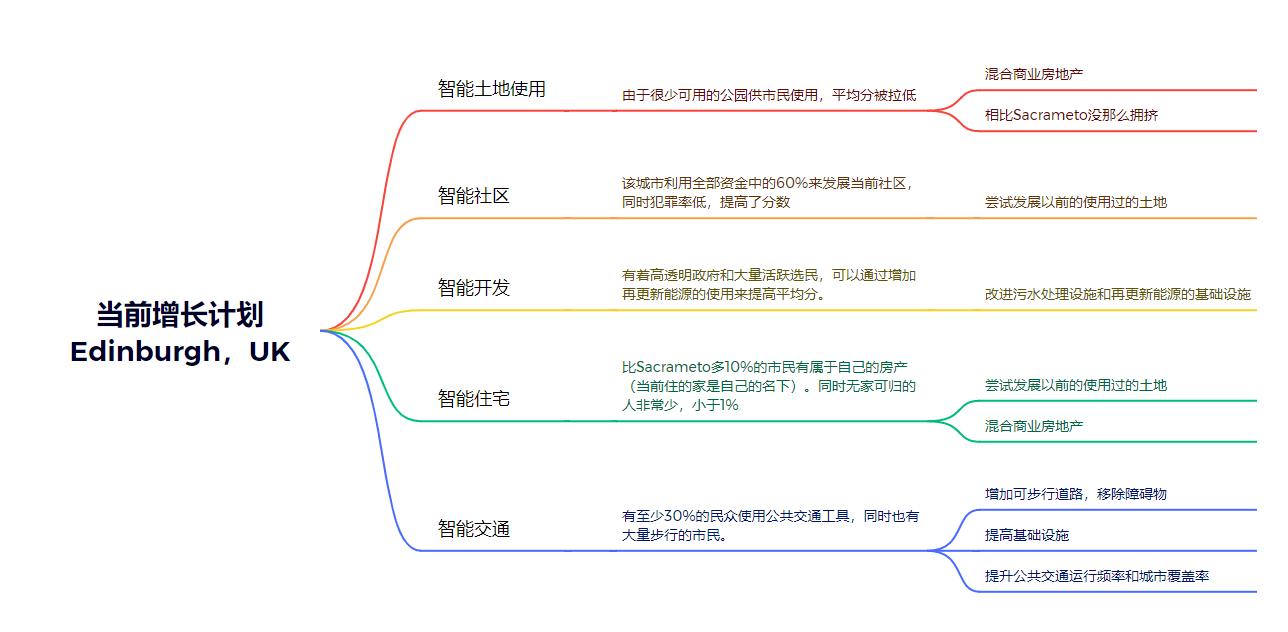 当前增长计划
Edinburgh，UK
智能土地使用
由于很少可用的公园供市民使用，平均分被拉低
混合商业房地产
相比Sacrameto没那么拥挤
智能社区
该城市利用全部资金中的60%来发展当前社区，
同时犯罪率低，提高了分数
尝试发展以前的使用过的土地
智能开发
有着高透明政府和大量活跃选民，可以通过增加
再更新能源的使用来提高平均分。
改进污水处理设施和再更新能源的基础设施
智能住宅
比Sacrameto多10%的市民有属于自己的房产
（当前住的家是自己的名下）。同时无家可归的
人非常少，小于1%
尝试发展以前的使用过的土地
混合商业房地产
智能交通
有至少30%的民众使用公共交通工具，同时也有
大量步行的市民。
增加可步行道路，移除障碍物
提高基础设施
提升公共交通运行频率和城市覆盖率